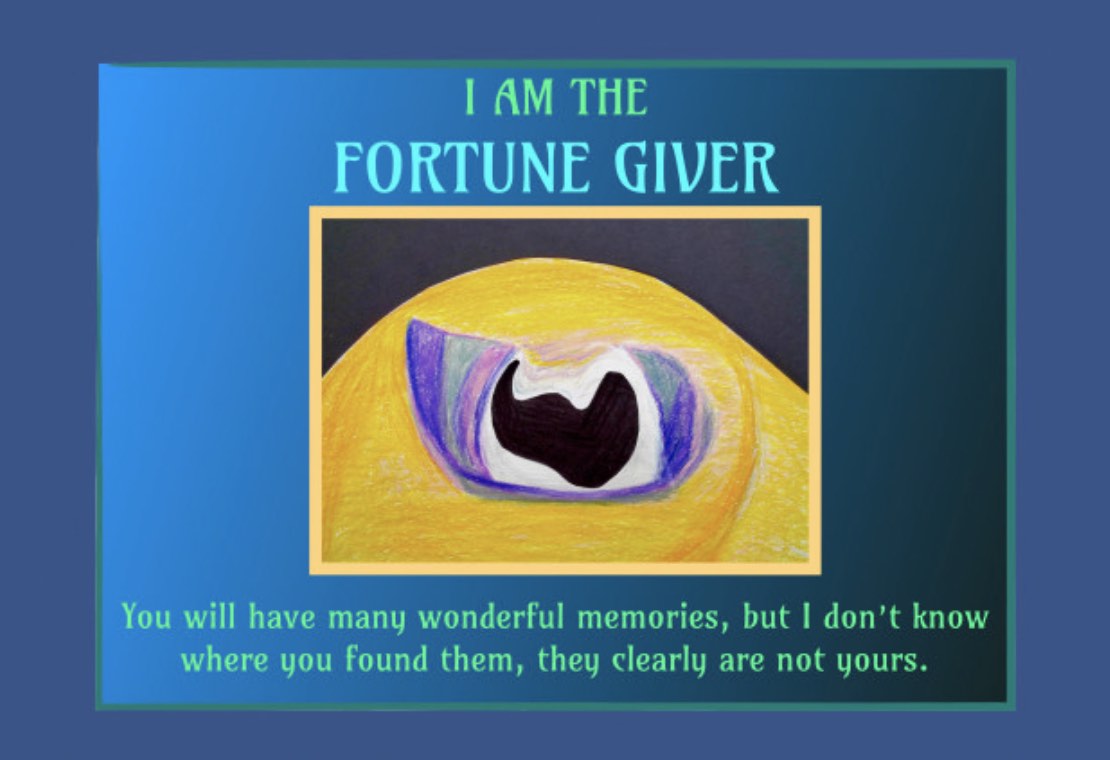 I AM THE
FORTUNE GIVER
You will have many wonderful memories, but I don't know
where you found them, they clearly are not yours.